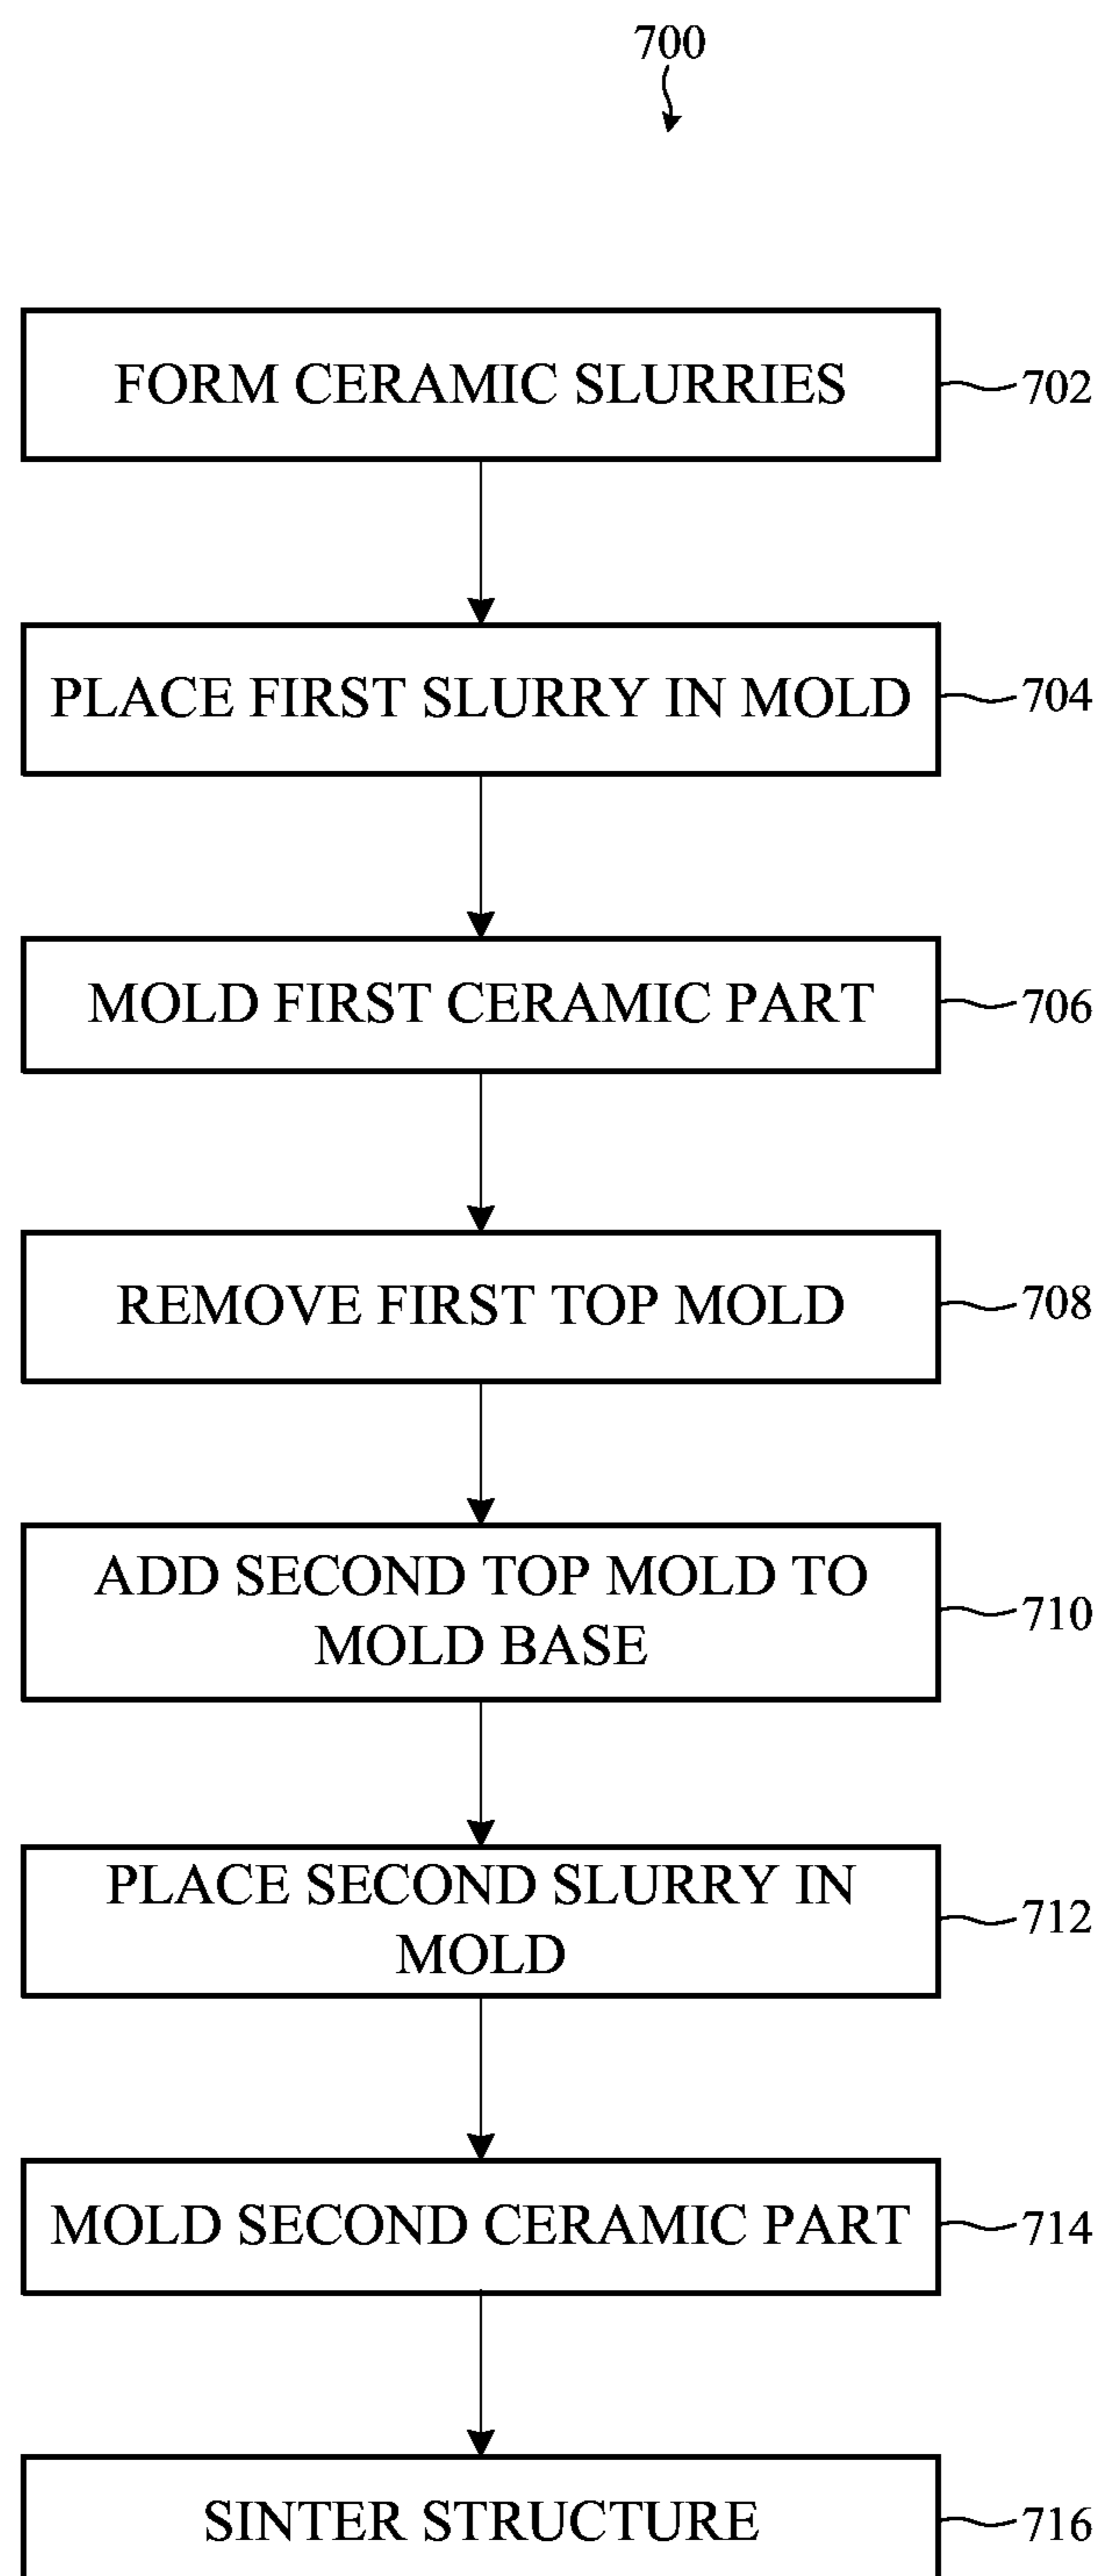 700
FORM CERAMIC SLURRIES
702
PLACE FIRST SLURRY IN MOLD
704
MOLD FIRST CERAMIC PART
706
REMOVE FIRST TOP MOLD
708
ADD SECOND TOP MOLD TO
MOLD BASE
710
PLACE SECOND SLURRY IN
MOLD
712
MOLD SECOND CERAMIC PART
714
SINTER STRUCTURE
716